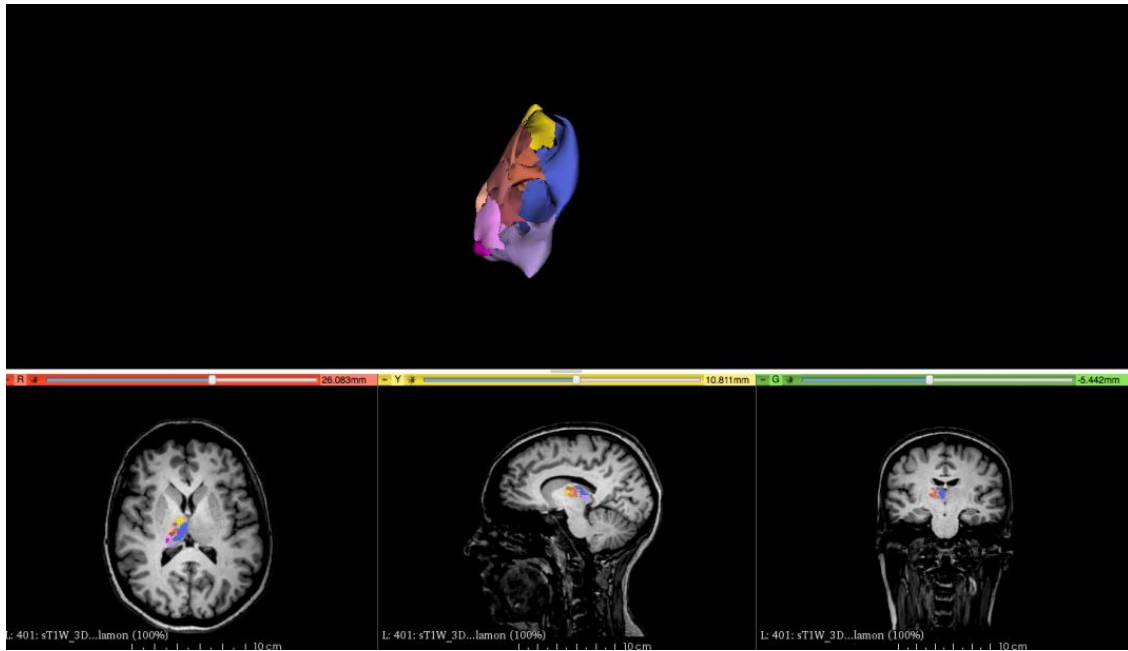 R 26.083mm Y 10.811mm G -5.442mm
L: 401: sT1W_3D...lamon (100%) L: 401: sT1W_3D...lamon (100%) L: 401: sT1W_3D...lamon (100%)
10 cm 10 cm 10 cm